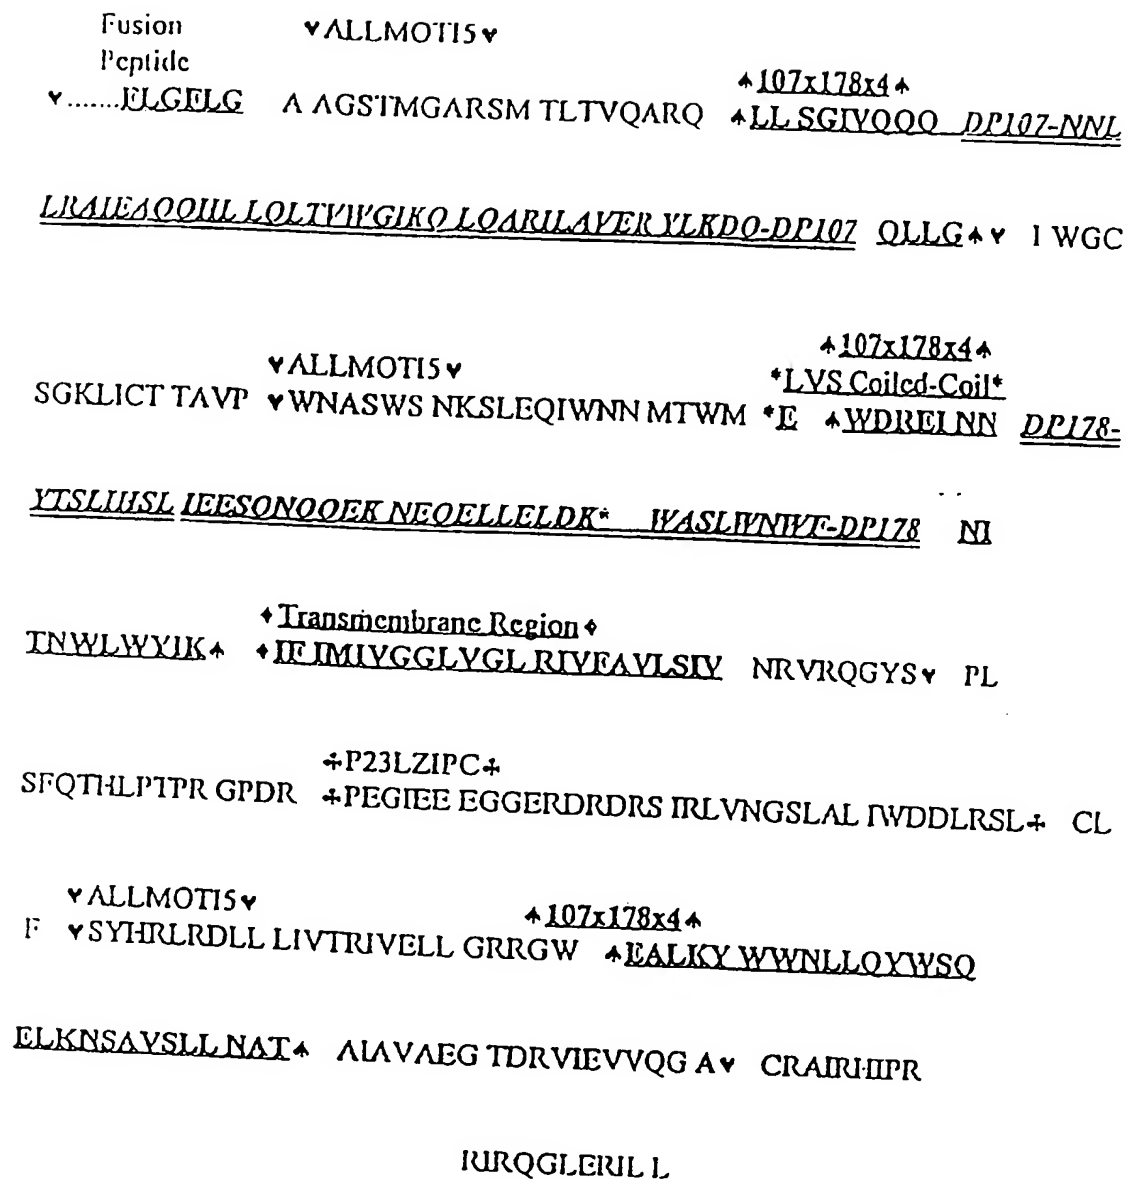 Fusion ♥ALLMOTI5♥
Peptide
♠107x178x4♠
♥........FLGFLG A AGSTMGARSM TLTVQARQ ♠LL SGIVQQQ DP107-NNL
LRAIEAQQHLL LQLTVWGIKQ LQARILAVER YLKDQ-DP107 QLLG♠♥ I WGC
♥ALLMOTI5♥ ♠107x178x4♠
*LVS Coiled-Coil*
SGKLICT TAVP ♥WNASWS NKSLEQIWNN MTWM *E ♠WDREINN DP178-
YTSLIHSL IEESQNQQEK NEQELLELDK* WASLWNWF-DP178 NI
♦Transmembrane Region♦
TNWLWYIK♠ ♦IFIMIVGGLVGL RIVFAVLSIV NRVRQGYS♥ PL
♣P23LZIPC♣
SFQTHLPTPR GPDR ♣PEGIEE EGGERDRDRS IRLVNGSLAL IWDDLRSL♣ CL
♥ALLMOTI5♥ ♠107x178x4♠
F ♥SYHRLRDLL LIVTRIVELL GRRGW ♠EALKY WWNLLQYWSQ
ELKNSAVSLL NAT♠ AIAVAEG TDRVIEVVQG A♥ CRAIRHIPR
RIRQGLERIL L